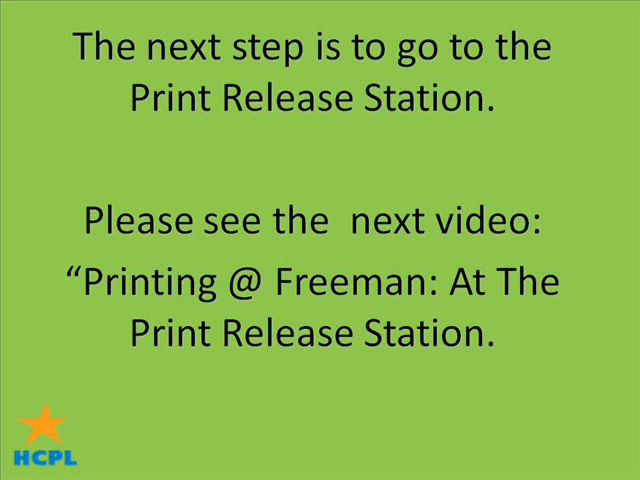 The next step is to go to the
Print Release Station.
Please see the  next video:
“Printing @ Freeman: At The
Print Release Station.
HCPL